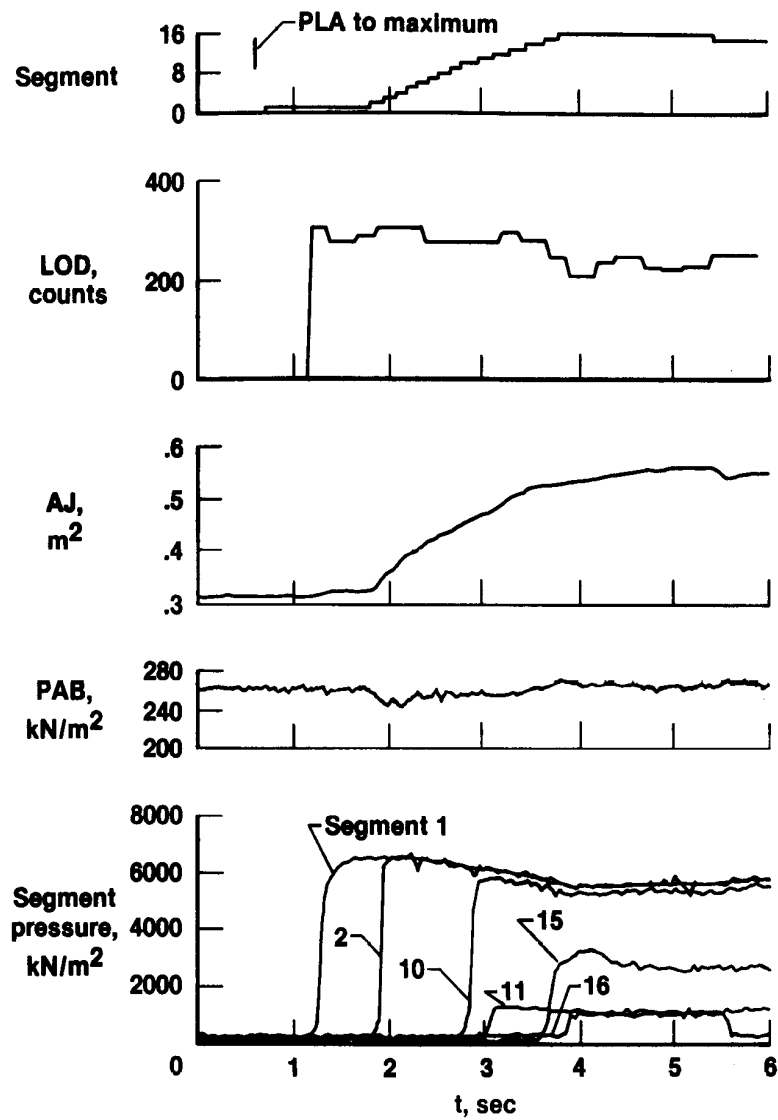 PLA to maximum
16
Segment 8
0
400
LOD,
counts 200
0
.6
AJ, .5
m2
.4
.3
PAB, 280
240
kN/m2
200
8000
Segment 1
Segment 6000
pressure, 4000
kN/m2
2000
0
2
10
11
15
16
1 2 3 4 5 6
t, sec